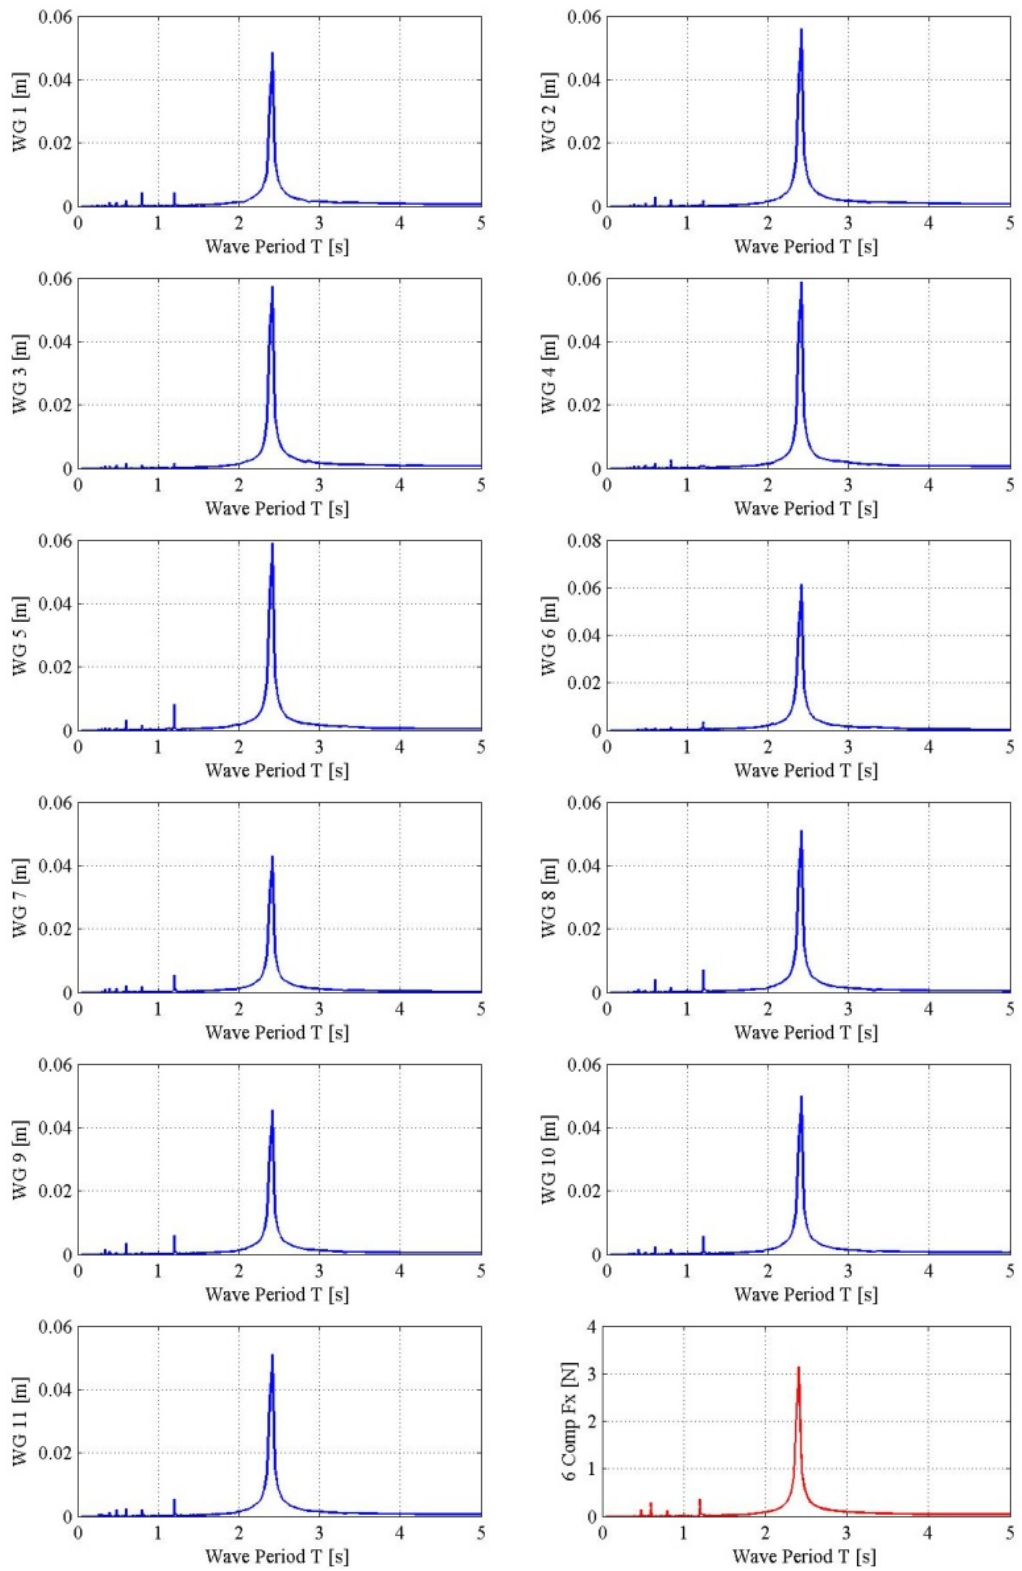 WG 1 [m]
0.06
0.04
0.02
0
0 1 2 3 4 5
Wave Period T [s]
WG 2 [m]
0.06
0.04
0.02
0
0 1 2 3 4 5
Wave Period T [s]
WG 3 [m]
0.06
0.04
0.02
0
0 1 2 3 4 5
Wave Period T [s]
WG 4 [m]
0.06
0.04
0.02
0
0 1 2 3 4 5
Wave Period T [s]
WG 5 [m]
0.06
0.04
0.02
0
0 1 2 3 4 5
Wave Period T [s]
WG 6 [m]
0.08
0.06
0.04
0.02
0
0 1 2 3 4 5
Wave Period T [s]
WG 7 [m]
0.06
0.04
0.02
0
0 1 2 3 4 5
Wave Period T [s]
WG 8 [m]
0.06
0.04
0.02
0
0 1 2 3 4 5
Wave Period T [s]
WG 9 [m]
0.06
0.04
0.02
0
0 1 2 3 4 5
Wave Period T [s]
WG 10 [m]
0.06
0.04
0.02
0
0 1 2 3 4 5
Wave Period T [s]
WG 11 [m]
0.06
0.04
0.02
0
0 1 2 3 4 5
Wave Period T [s]
6 Comp Fx [N]
4
3
2
1
0
0 1 2 3 4 5
Wave Period T [s]